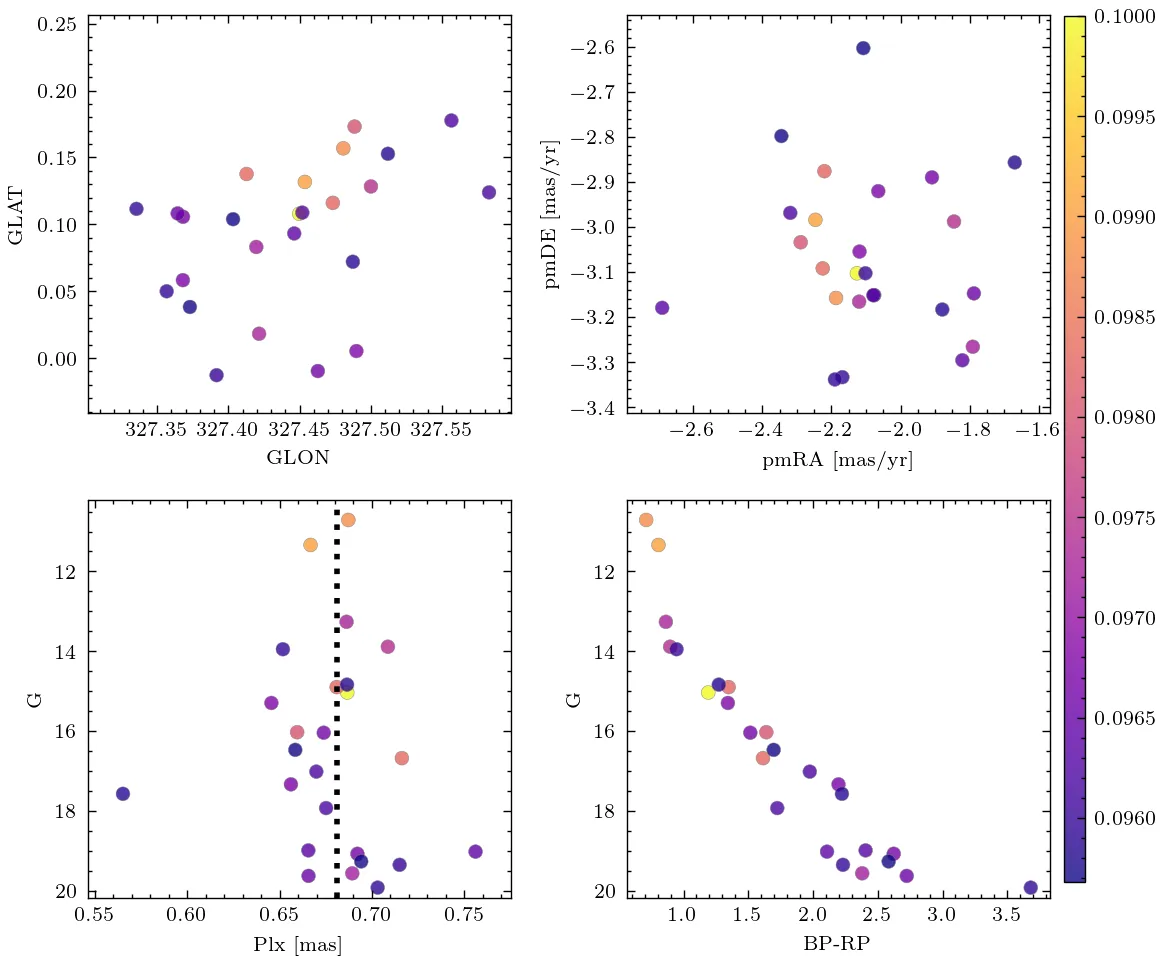 0.25
0.20
0.15
0.10
0.05
0.00
GLAT
327.35 327.40 327.45 327.50 327.55
GLON
−2.6
−2.7
−2.8
−2.9
−3.0
−3.1
−3.2
−3.3
−3.4
pmDE [mas/yr]
−2.6 −2.4 −2.2 −2.0 −1.8 −1.6
pmRA [mas/yr]
0.1000
0.0995
0.0990
0.0985
0.0980
0.0975
0.0970
0.0965
0.0960
12
14
16
18
20
G
0.55 0.60 0.65 0.70 0.75
Plx [mas]
12
14
16
18
20
G
1.0 1.5 2.0 2.5 3.0 3.5
BP-RP